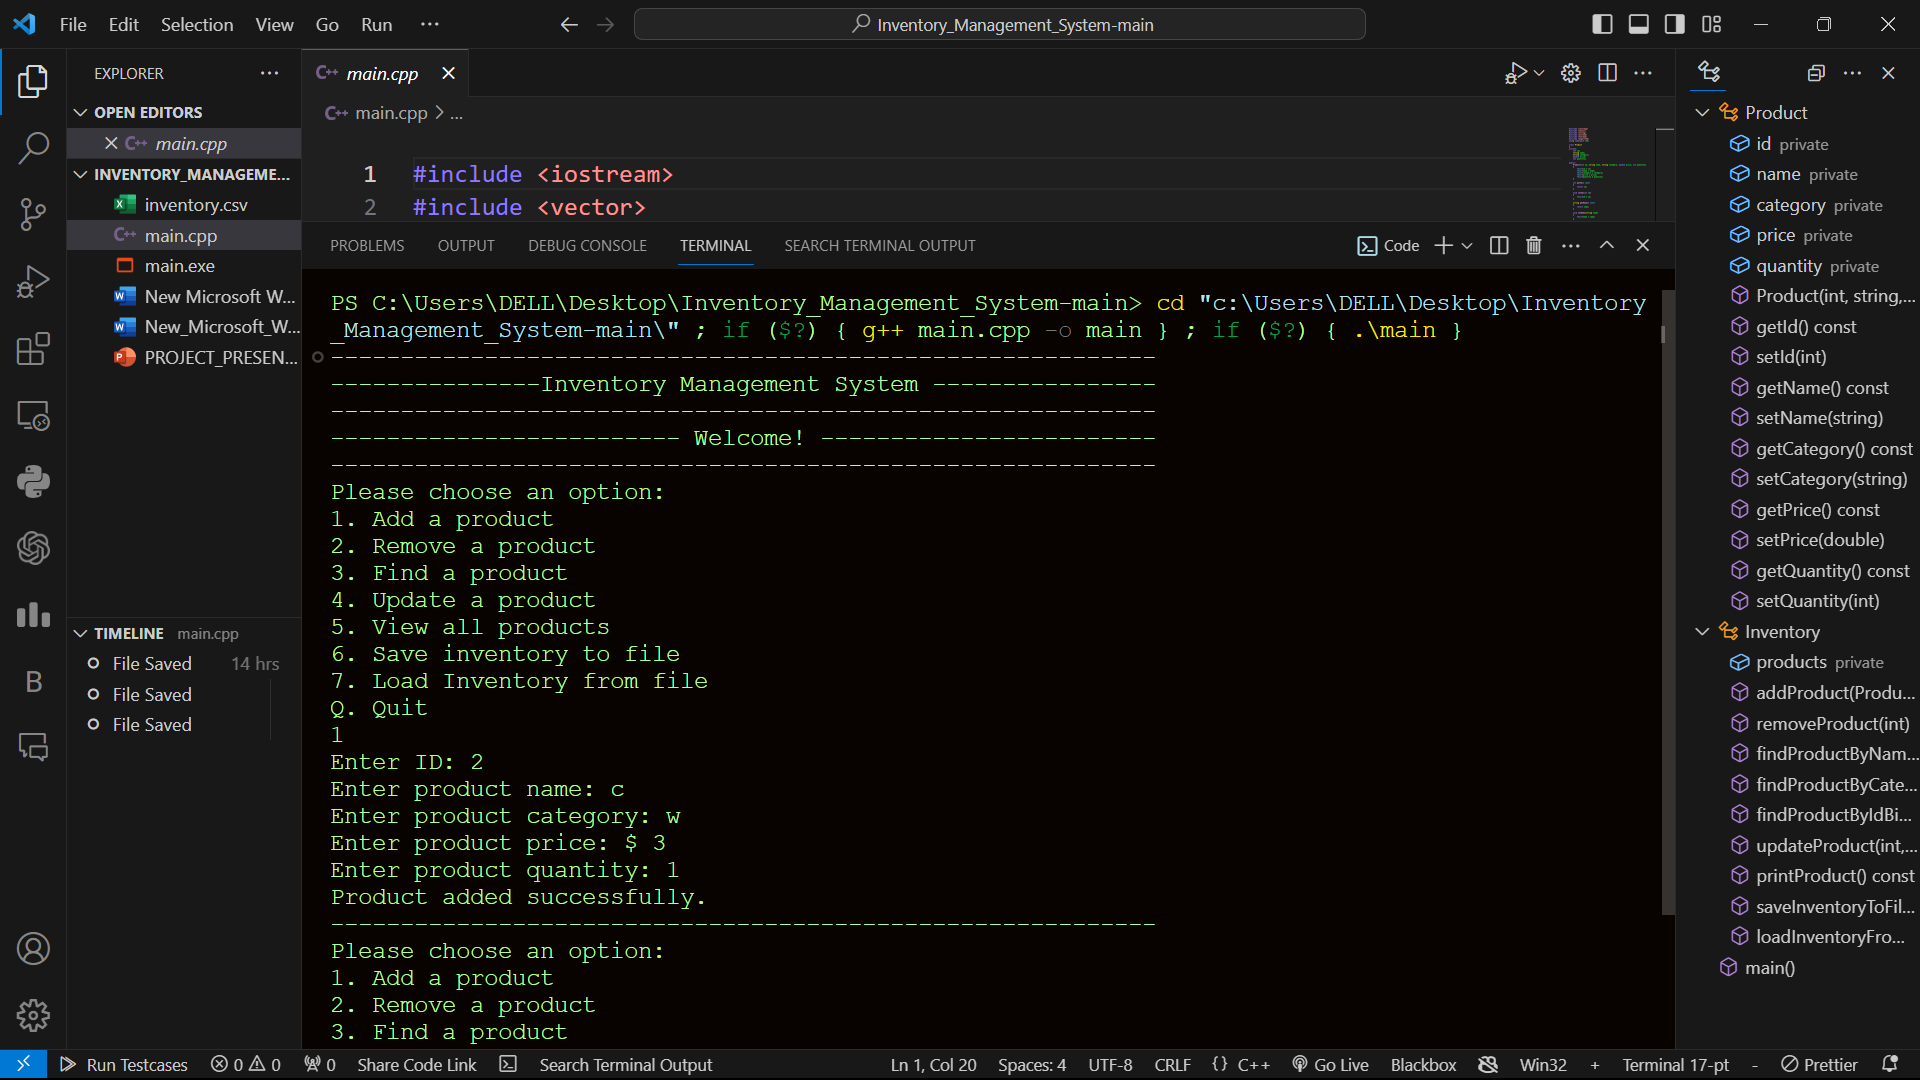 File Edit Selection View Go Run ··· Inventory_Management_System-main
EXPLORER ···
OPEN EDITORS
C++ main.cpp
INVENTORY_MANAGEME...
inventory.csv
C++ main.cpp
main.exe
New Microsoft W...
New_Microsoft_W...
PROJECT_PRESEN...
TIMELINE main.cpp
File Saved 14 hrs
File Saved
File Saved
C++ main.cpp
C++ main.cpp > ...
1 #include <iostream>
2 #include <vector>
PROBLEMS OUTPUT DEBUG CONSOLE TERMINAL SEARCH TERMINAL OUTPUT Code
PS C:\Users\DELL\Desktop\Inventory_Management_System-main> cd "c:\Users\DELL\Desktop\Inventory
_Management_System-main\" ; if ($?) { g++ main.cpp -o main } ; if ($?) { .\main }
-----------------------------------------------------------
---------------Inventory Management System ----------------
-----------------------------------------------------------
------------------------- Welcome! ------------------------
-----------------------------------------------------------
Please choose an option:
1. Add a product
2. Remove a product
3. Find a product
4. Update a product
5. View all products
6. Save inventory to file
7. Load Inventory from file
Q. Quit
1
Enter ID: 2
Enter product name: c
Enter product category: w
Enter product price: $ 3
Enter product quantity: 1
Product added successfully.
-----------------------------------------------------------
Please choose an option:
1. Add a product
2. Remove a product
3. Find a product
Product
id private
name private
category private
price private
quantity private
Product(int, string,...
getId() const
setId(int)
getName() const
setName(string)
getCategory() const
setCategory(string)
getPrice() const
setPrice(double)
getQuantity() const
setQuantity(int)
Inventory
products private
addProduct(Produ...
removeProduct(int)
findProductByNam...
findProductByCate...
findProductByIdBi...
updateProduct(int,...
printProduct() const
saveInventoryToFil...
loadInventoryFro...
main()
Run Testcases 0 0 0 Share Code Link Search Terminal Output Ln 1, Col 20 Spaces: 4 UTF-8 CRLF {} C++ Go Live Blackbox Win32 + Terminal 17-pt - Prettier